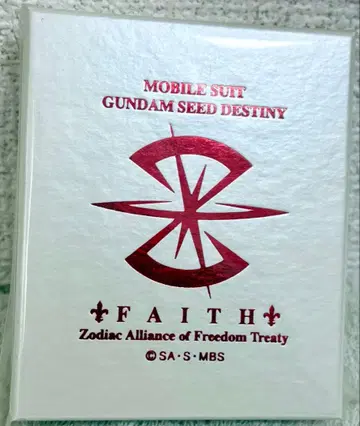 MOBILE SUIT
GUNDAM SEED DESTINY
FAITH
Zodiac Alliance of Freedom Treaty
©SA・S・MBS